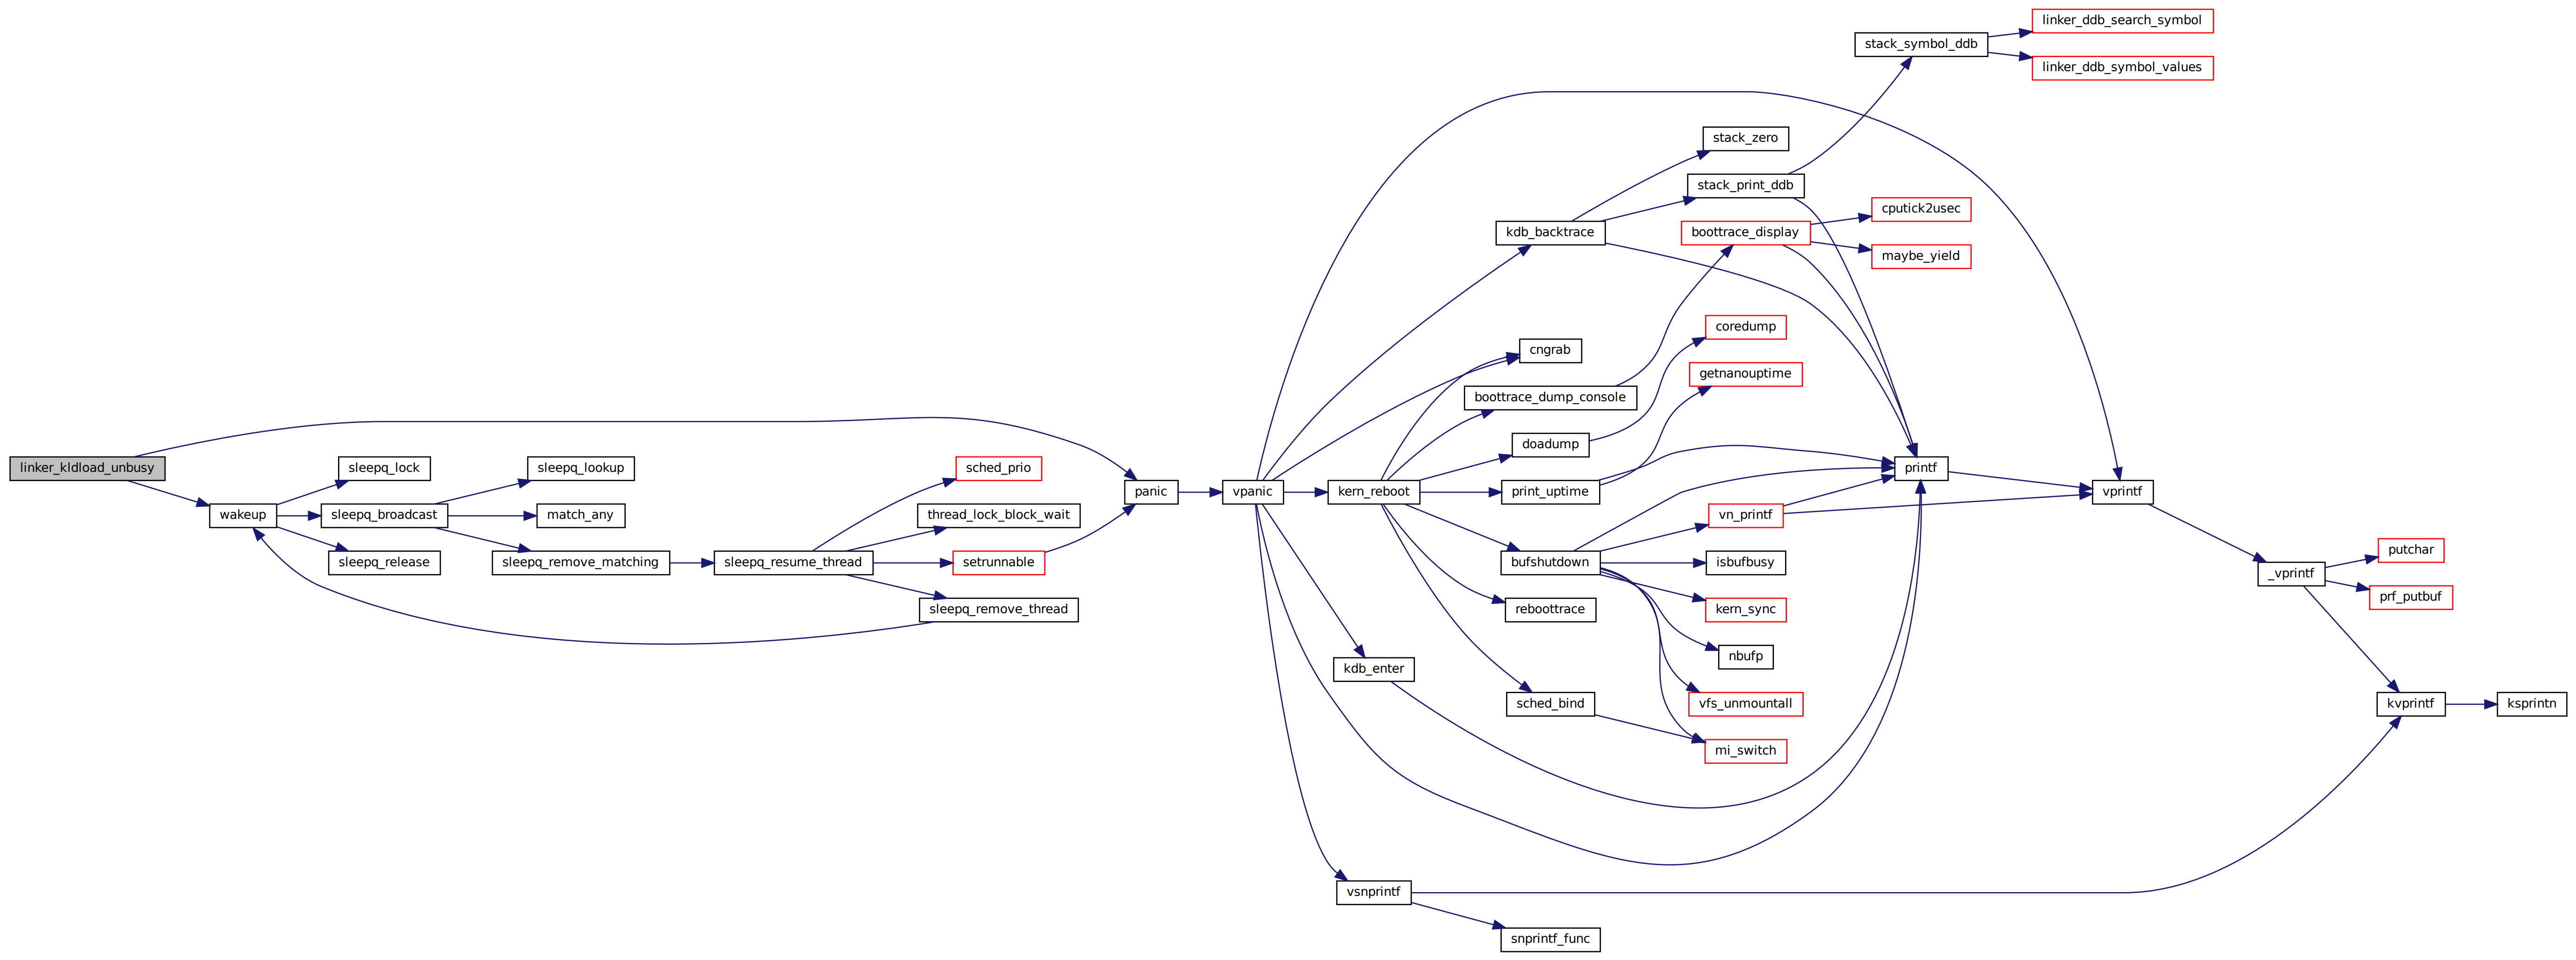 linker_kldload_unbusy
wakeup
sleepq_lock
sleepq_broadcast
sleepq_release
sleepq_lookup
match_any
sleepq_remove_matching
sleepq_resume_thread
sched_prio
thread_lock_block_wait
setrunnable
sleepq_remove_thread
panic
vpanic
kern_reboot
kdb_enter
vsnprintf
kdb_backtrace
cngrab
boottrace_dump_console
doadump
print_uptime
bufshutdown
reboottrace
sched_bind
snprintf_func
stack_zero
stack_print_ddb
boottrace_display
coredump
getnanouptime
vn_printf
isbufbusy
kern_sync
nbufp
vfs_unmountall
mi_switch
stack_symbol_ddb
cputick2usec
maybe_yield
printf
linker_ddb_search_symbol
linker_ddb_symbol_values
vprintf
_vprintf
putchar
prf_putbuf
kvprintf
ksprintn